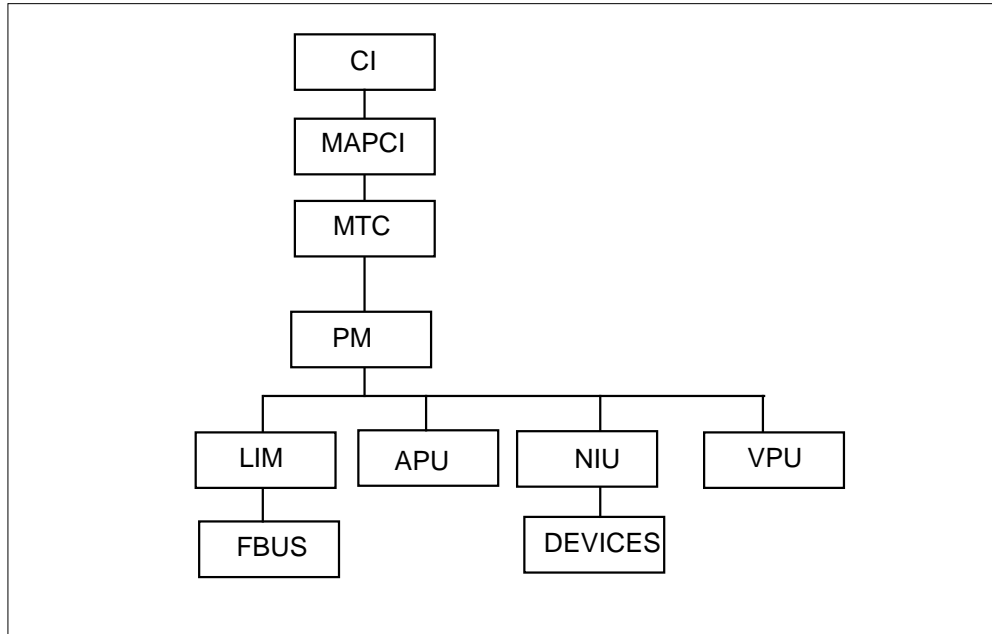 CI
MAPCI
MTC
PM
LIM
APU
NIU
VPU
FBUS
DEVICES